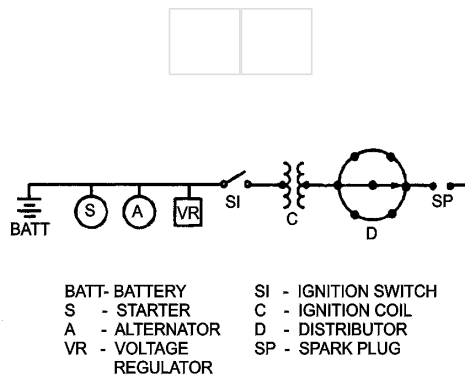 S A VR SI
BATT C D SP
BATT- BATTERY
S - STARTER
A - ALTERNATOR
VR - VOLTAGE
REGULATOR
SI - IGNITION SWITCH
C - IGNITION COIL
D - DISTRIBUTOR
SP - SPARK PLUG